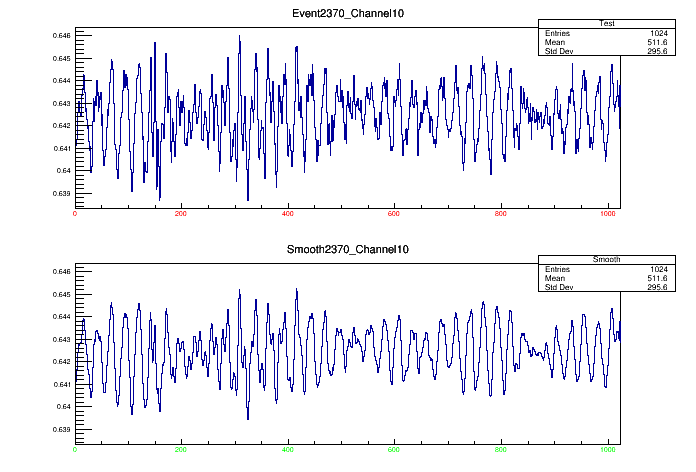 Event2370_Channel10
Test
Entries 1024
Mean 511.6
Std Dev 295.6
0.646
0.645
0.644
0.643
0.642
0.641
0.64
0.639
0 200 400 600 800 1000
Smooth2370_Channel10
Smooth
Entries 1024
Mean 511.6
Std Dev 295.6
0.646
0.645
0.644
0.643
0.642
0.641
0.64
0.639
0 200 400 600 800 1000